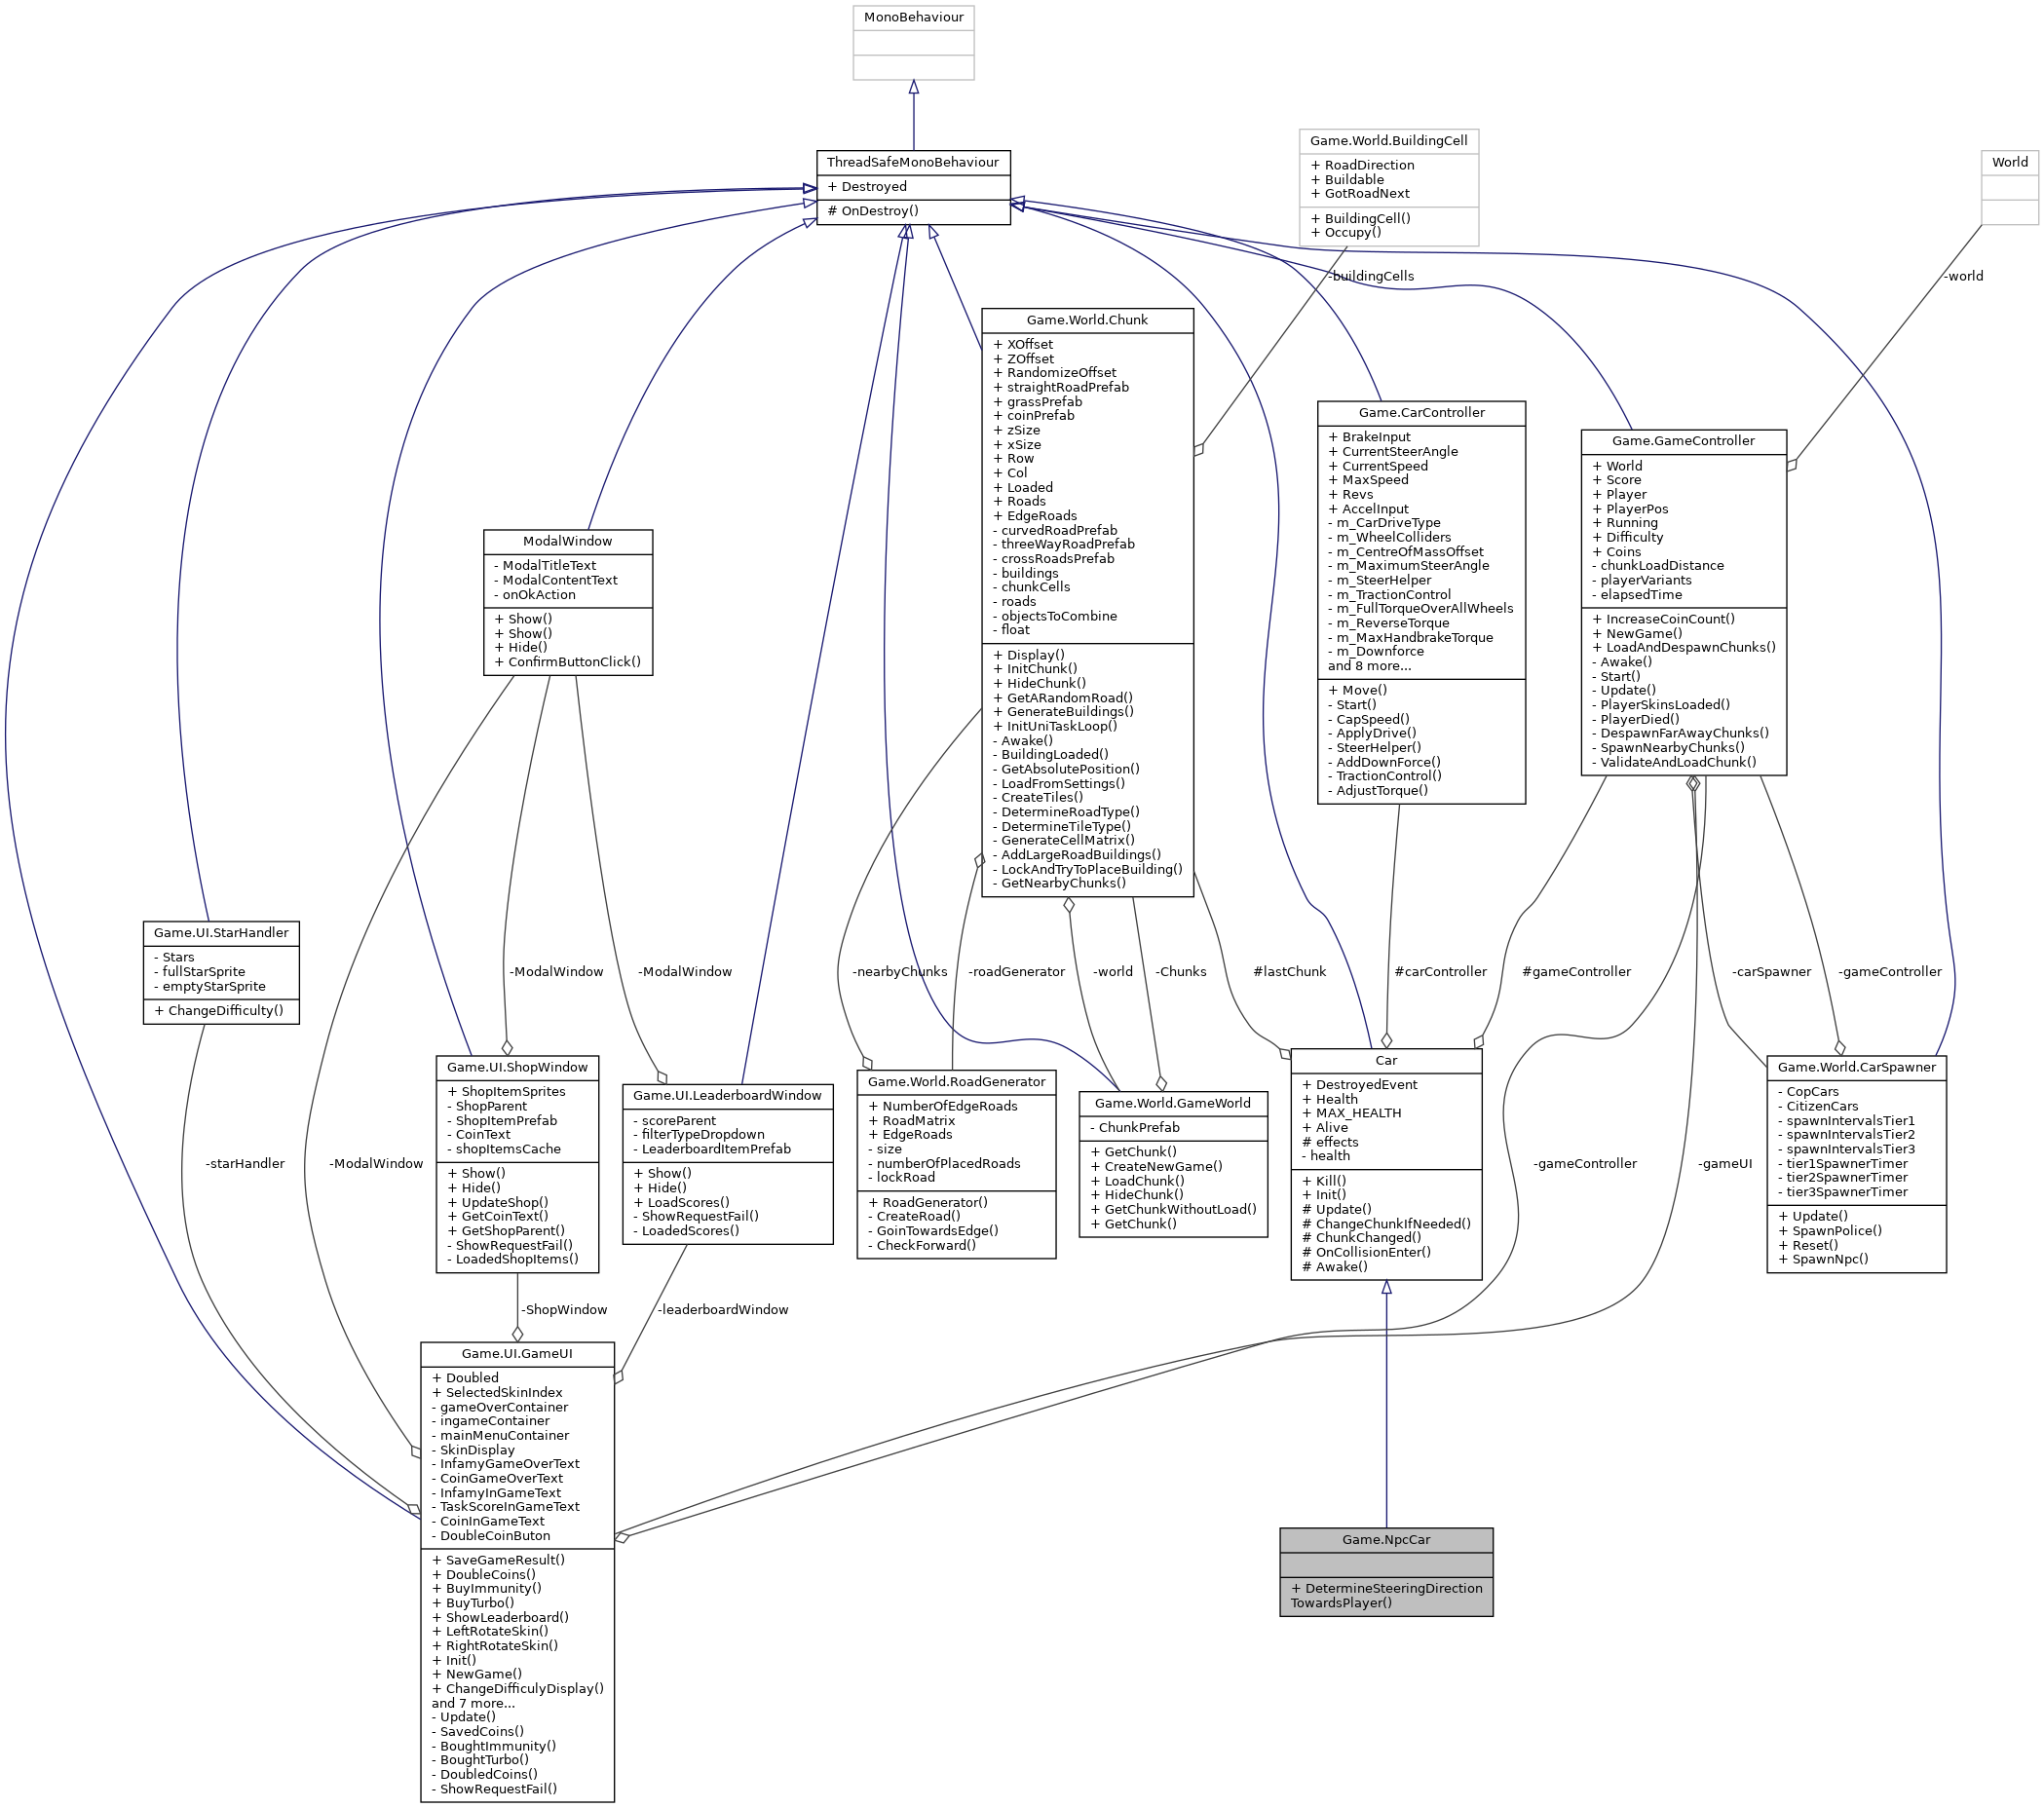 MonoBehaviour
ThreadSafeMonoBehaviour
+ Destroyed
# OnDestroy()
Game.World.BuildingCell
+ RoadDirection
+ Buildable
+ GotRoadNext
+ BuildingCell()
+ Occupy()
World
-buildingCells
-world
Game.World.Chunk
+ XOffset
+ ZOffset
+ RandomizeOffset
+ straightRoadPrefab
+ grassPrefab
+ coinPrefab
+ zSize
+ xSize
+ Row
+ Col
+ Loaded
+ Roads
+ EdgeRoads
- curvedRoadPrefab
- threeWayRoadPrefab
- crossRoadsPrefab
- buildings
- chunkCells
- roads
- objectsToCombine
- float
+ Display()
+ InitChunk()
+ HideChunk()
+ GetARandomRoad()
+ GenerateBuildings()
+ InitUniTaskLoop()
- Awake()
- BuildingLoaded()
- GetAbsolutePosition()
- LoadFromSettings()
- CreateTiles()
- DetermineRoadType()
- DetermineTileType()
- GenerateCellMatrix()
- AddLargeRoadBuildings()
- LockAndTryToPlaceBuilding()
- GetNearbyChunks()
Game.CarController
+ BrakeInput
+ CurrentSteerAngle
+ CurrentSpeed
+ MaxSpeed
+ Revs
+ AccelInput
- m_CarDriveType
- m_WheelColliders
- m_CentreOfMassOffset
- m_MaximumSteerAngle
- m_SteerHelper
- m_TractionControl
- m_FullTorqueOverAllWheels
- m_ReverseTorque
- m_MaxHandbrakeTorque
- m_Downforce
and 8 more...
+ Move()
- Start()
- CapSpeed()
- ApplyDrive()
- SteerHelper()
- AddDownForce()
- TractionControl()
- AdjustTorque()
Game.GameController
+ World
+ Score
+ Player
+ PlayerPos
+ Running
+ Difficulty
+ Coins
- chunkLoadDistance
- playerVariants
- elapsedTime
+ IncreaseCoinCount()
+ NewGame()
+ LoadAndDespawnChunks()
- Awake()
- Start()
- Update()
- PlayerSkinsLoaded()
- PlayerDied()
- DespawnFarAwayChunks()
- SpawnNearbyChunks()
- ValidateAndLoadChunk()
ModalWindow
- ModalTitleText
- ModalContentText
- onOkAction
+ Show()
+ Show()
+ Hide()
+ ConfirmButtonClick()
Game.UI.StarHandler
- Stars
- fullStarSprite
- emptyStarSprite
+ ChangeDifficulty()
-ModalWindow
-ModalWindow
-nearbyChunks
-roadGenerator
-world
-Chunks
#lastChunk
#carController
#gameController
-carSpawner
-gameController
Game.UI.ShopWindow
+ ShopItemSprites
- ShopParent
- ShopItemPrefab
- CoinText
- shopItemsCache
+ Show()
+ Hide()
+ UpdateShop()
+ GetCoinText()
+ GetShopParent()
- ShowRequestFail()
- LoadedShopItems()
Game.UI.LeaderboardWindow
- scoreParent
- filterTypeDropdown
- LeaderboardItemPrefab
+ Show()
+ Hide()
+ LoadScores()
- ShowRequestFail()
- LoadedScores()
Game.World.RoadGenerator
+ NumberOfEdgeRoads
+ RoadMatrix
+ EdgeRoads
- size
- numberOfPlacedRoads
- lockRoad
+ RoadGenerator()
- CreateRoad()
- GoinTowardsEdge()
- CheckForward()
Game.World.GameWorld
- ChunkPrefab
+ GetChunk()
+ CreateNewGame()
+ LoadChunk()
+ HideChunk()
+ GetChunkWithoutLoad()
+ GetChunk()
Car
+ DestroyedEvent
+ Health
+ MAX_HEALTH
+ Alive
# effects
- health
+ Kill()
+ Init()
# Update()
# ChangeChunkIfNeeded()
# ChunkChanged()
# OnCollisionEnter()
# Awake()
Game.World.CarSpawner
- CopCars
- CitizenCars
- spawnIntervalsTier1
- spawnIntervalsTier2
- spawnIntervalsTier3
- tier1SpawnerTimer
- tier2SpawnerTimer
- tier3SpawnerTimer
+ Update()
+ SpawnPolice()
+ Reset()
+ SpawnNpc()
-starHandler
-ModalWindow
-gameController
-gameUI
-ShopWindow
-leaderboardWindow
Game.UI.GameUI
+ Doubled
+ SelectedSkinIndex
- gameOverContainer
- ingameContainer
- mainMenuContainer
- SkinDisplay
- InfamyGameOverText
- CoinGameOverText
- InfamyInGameText
- TaskScoreInGameText
- CoinInGameText
- DoubleCoinButon
+ SaveGameResult()
+ DoubleCoins()
+ BuyImmunity()
+ BuyTurbo()
+ ShowLeaderboard()
+ LeftRotateSkin()
+ RightRotateSkin()
+ Init()
+ NewGame()
+ ChangeDifficulyDisplay()
and 7 more...
- Update()
- SavedCoins()
- BoughtImmunity()
- BoughtTurbo()
- DoubledCoins()
- ShowRequestFail()
Game.NpcCar
+ DetermineSteeringDirection
TowardsPlayer()